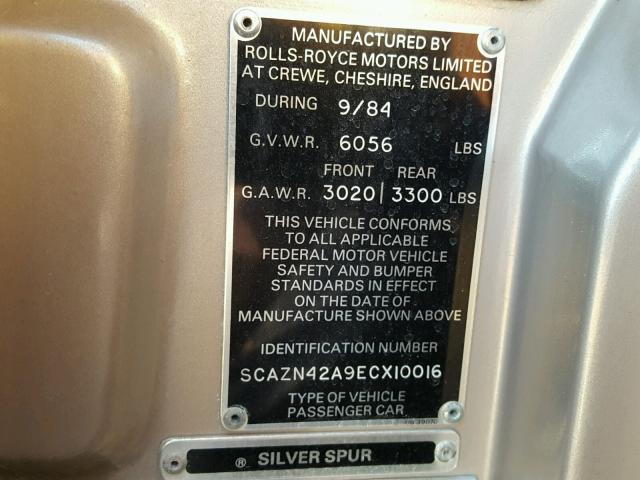 MANUFACTURED BY
ROLLS-ROYCE MOTORS LIMITED
AT CREWE, CHESHIRE, ENGLAND
DURING 9/84
G.V.W.R. 6056 LBS
FRONT REAR
G.A.W.R. 3020 | 3300 LBS
THIS VEHICLE CONFORMS
TO ALL APPLICABLE
FEDERAL MOTOR VEHICLE
SAFETY AND BUMPER
STANDARDS IN EFFECT
ON THE DATE OF
MANUFACTURE SHOWN ABOVE
IDENTIFICATION NUMBER
SCAZN42A9ECX10016
TYPE OF VEHICLE
PASSENGER CAR
® SILVER SPUR